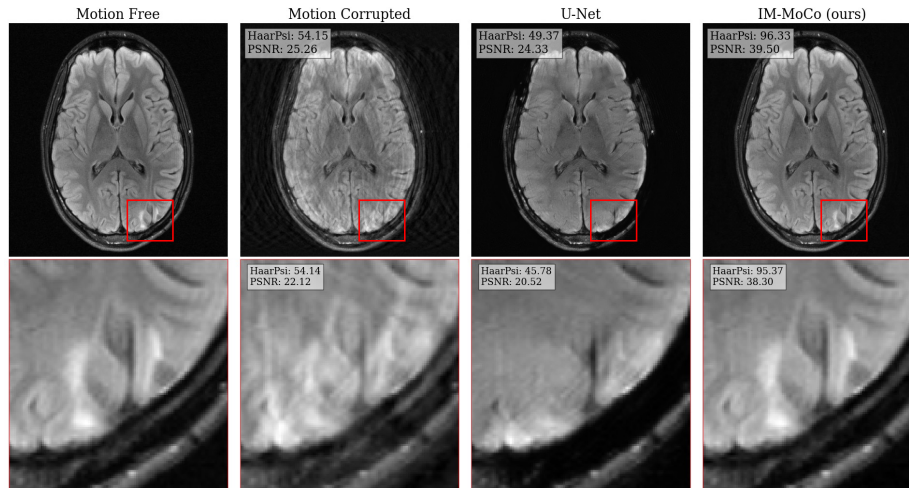 Motion Free
Motion Corrupted
U-Net
IM-MoCo (ours)
HaarPsi: 54.15
PSNR: 25.26
HaarPsi: 49.37
PSNR: 24.33
HaarPsi: 96.33
PSNR: 39.50
HaarPsi: 54.14
PSNR: 22.12
HaarPsi: 45.78
PSNR: 20.52
HaarPsi: 95.37
PSNR: 38.30